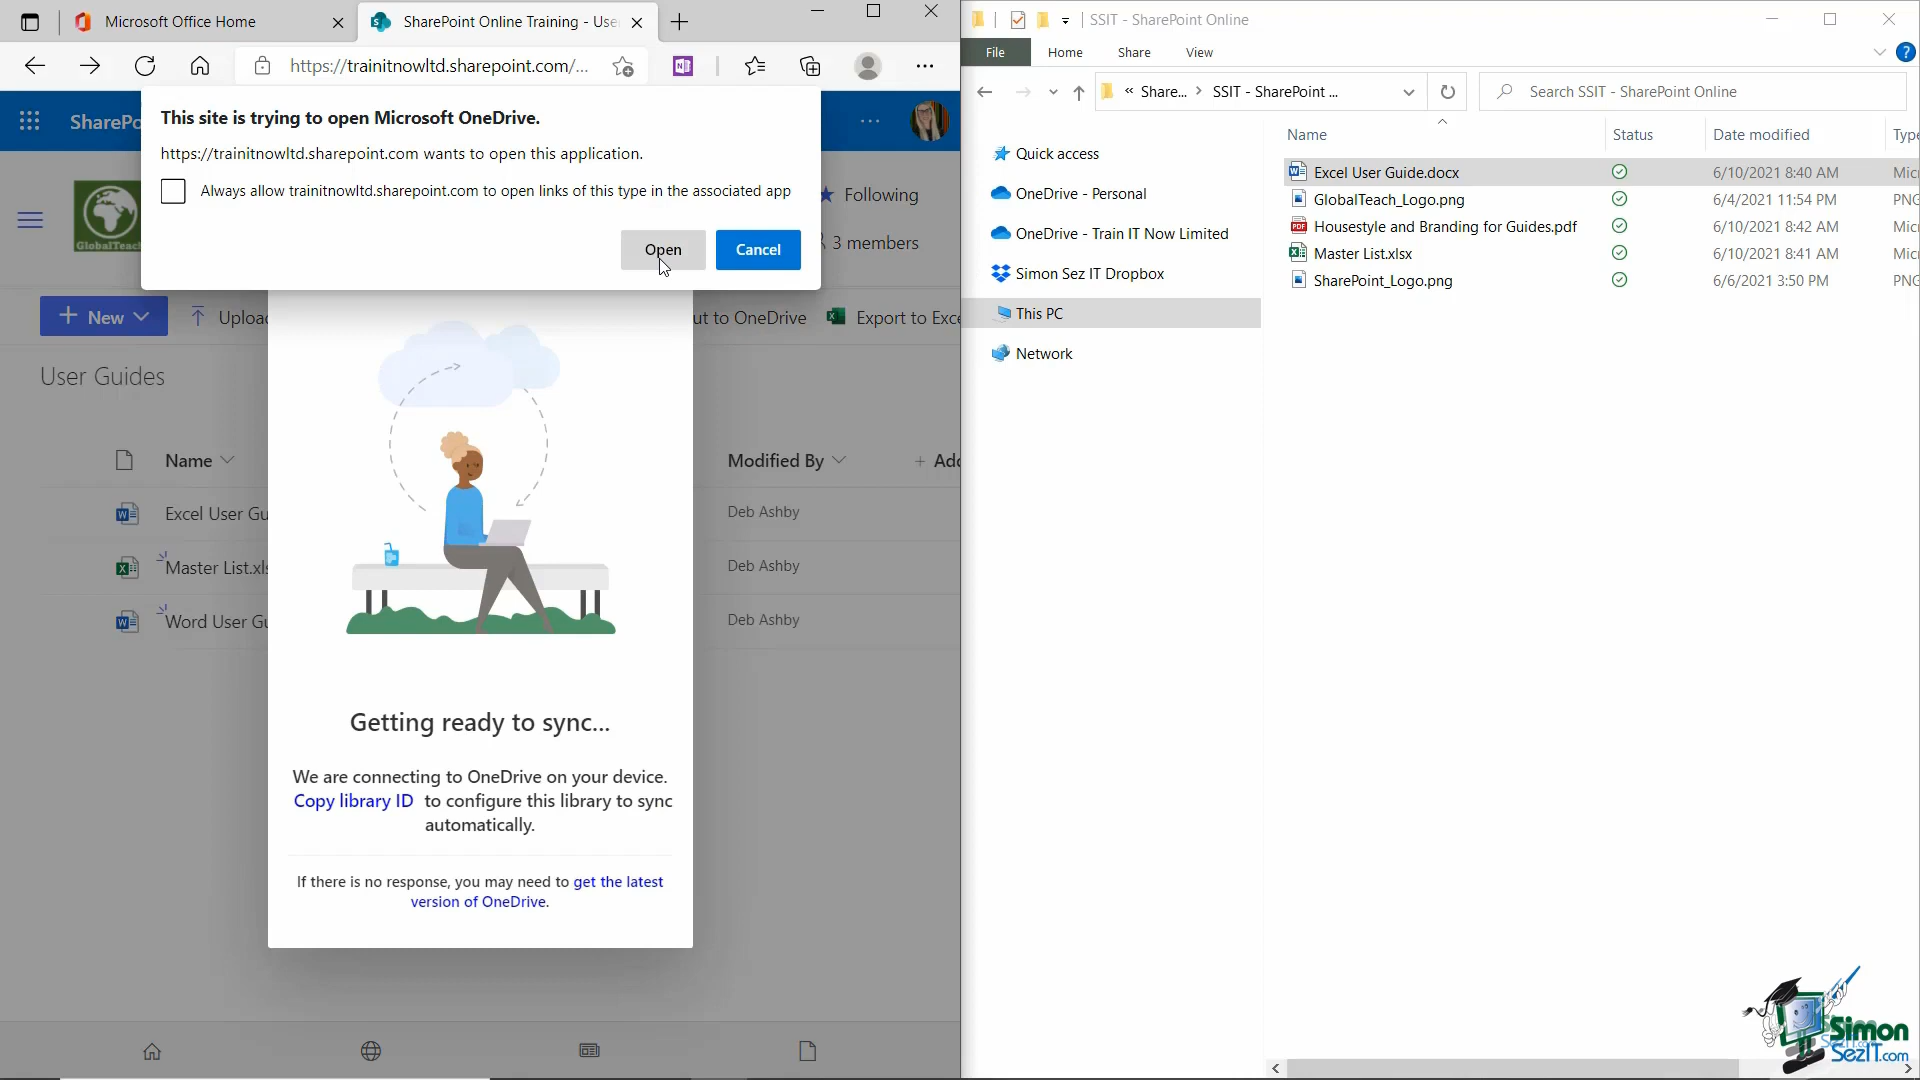 Microsoft Office Home
SharePoint Online Training - Use
https://trainitnowltd.sharepoint.com/...
SharePo
This site is trying to open Microsoft OneDrive.
https://trainitnowltd.sharepoint.com wants to open this application.
Always allow trainitnowltd.sharepoint.com to open links of this type in the associated app
Open
Cancel
GlobalTeach
Following
3 members
New
Upload
ut to OneDrive
Export to Exce
User Guides
Name
Modified By
Add
Excel User Gu
Deb Ashby
Master List.xls
Deb Ashby
Word User Gu
Deb Ashby
Getting ready to sync...
We are connecting to OneDrive on your device.
Copy library ID to configure this library to sync
automatically.
If there is no response, you may need to get the latest
version of OneDrive.
SSIT - SharePoint Online
File
Home
Share
View
« Share... > SSIT - SharePoint ...
Search SSIT - SharePoint Online
Quick access
OneDrive - Personal
OneDrive - Train IT Now Limited
Simon Sez IT Dropbox
This PC
Network
Name Status Date modified Type
Excel User Guide.docx 6/10/2021 8:40 AM Mic
GlobalTeach_Logo.png 6/4/2021 11:54 PM PNG
Housestyle and Branding for Guides.pdf 6/10/2021 8:42 AM Mic
Master List.xlsx 6/10/2021 8:41 AM Mic
SharePoint_Logo.png 6/6/2021 3:50 PM PNG
Simon
SezIT.com